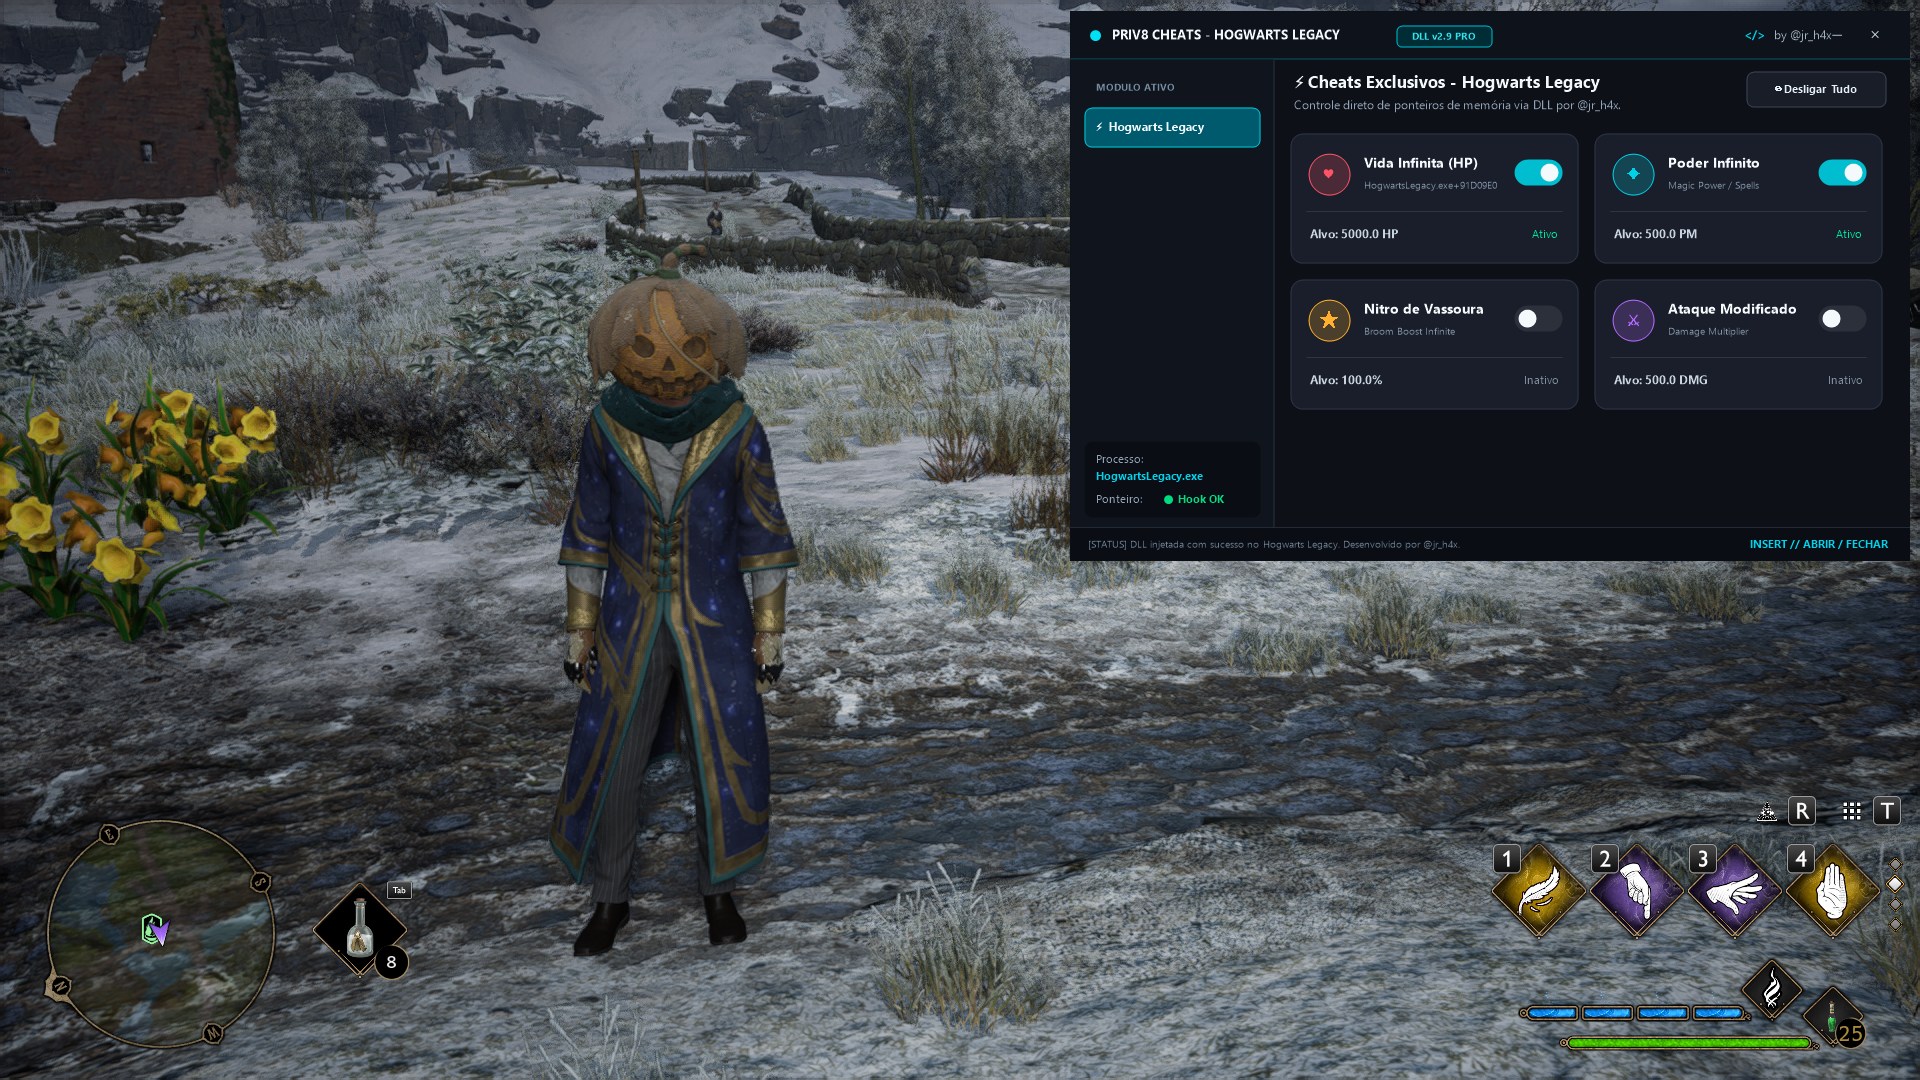 PRIV8 CHEATS - HOGWARTS LEGACY
DLL v2.9 PRO
</> by @jr_h4x—
MODULO ATIVO
⚡ Hogwarts Legacy
⚡ Cheats Exclusivos - Hogwarts Legacy
Controle direto de ponteiros de memória via DLL por @jr_h4x.
Desligar Tudo
Vida Infinita (HP)
HogwartsLegacy.exe+91D09E0
Alvo: 5000.0 HP
Ativo
Poder Infinito
Magic Power / Spells
Alvo: 500.0 PM
Ativo
Nitro de Vassoura
Broom Boost Infinite
Alvo: 100.0%
Inativo
Ataque Modificado
Damage Multiplier
Alvo: 500.0 DMG
Inativo
Processo:
HogwartsLegacy.exe
Ponteiro: Hook OK
[STATUS] DLL injetada com sucesso no Hogwarts Legacy. Desenvolvido por @jr_h4x.
INSERT // ABRIR / FECHAR
R T
1 2 3 4
E
S
N
M
Tab
8
25